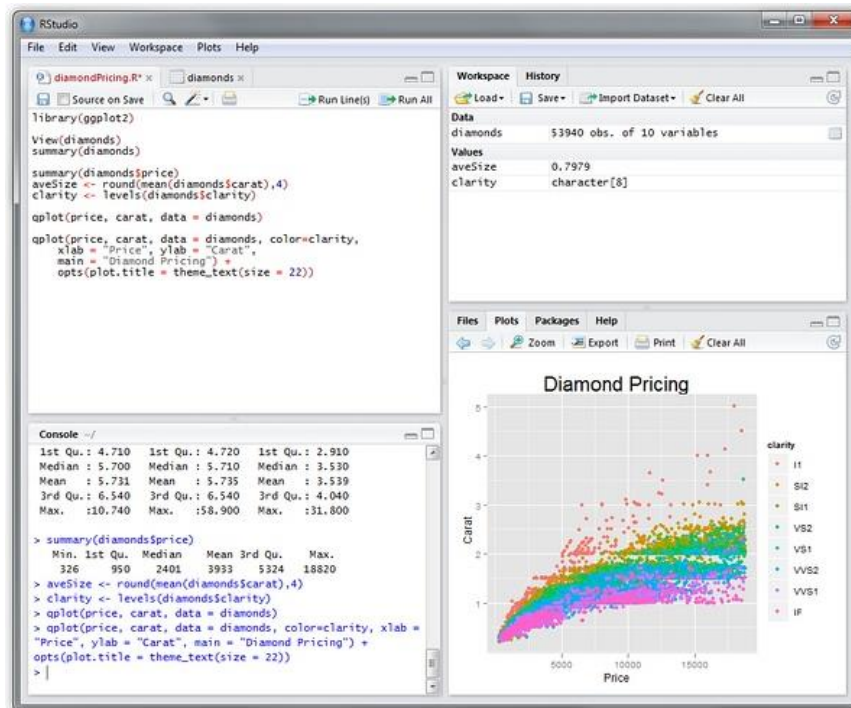 RStudio
File Edit View Workspace Plots Help
diamondPricing.R* diamonds
Source on Save Run Line(s) Run All
library(ggplot2)
View(diamonds)
summary(diamonds)
summary(diamonds$price)
aveSize <- round(mean(diamonds$carat),4)
clarity <- levels(diamonds$clarity)
qplot(price, carat, data = diamonds)
qplot(price, carat, data = diamonds, color=clarity,
xlab = "Price", ylab = "Carat",
main = "Diamond Pricing") +
opts(plot.title = theme_text(size = 22))
Console ~/
1st Qu.: 4.710 1st Qu.: 4.720 1st Qu.: 2.910
Median : 5.700 Median : 5.710 Median : 3.530
Mean : 5.731 Mean : 5.735 Mean : 3.539
3rd Qu.: 6.540 3rd Qu.: 6.540 3rd Qu.: 4.040
Max. :10.740 Max. :58.900 Max. :31.800
> summary(diamonds$price)
Min. 1st Qu. Median Mean 3rd Qu. Max.
326 950 2401 3933 5324 18820
> aveSize <- round(mean(diamonds$carat),4)
> clarity <- levels(diamonds$clarity)
> qplot(price, carat, data = diamonds)
> qplot(price, carat, data = diamonds, color=clarity, xlab =
"Price", ylab = "Carat", main = "Diamond Pricing") +
opts(plot.title = theme_text(size = 22))
>
Workspace History
Load Save Import Dataset Clear All
Data
diamonds 53940 obs. of 10 variables
Values
aveSize 0.7979
clarity character[8]
Files Plots Packages Help
Zoom Export Print Clear All
Diamond Pricing
5
4
3
2
1
Carat
5000 10000 15000
Price
clarity
I1
SI2
SI1
VS2
VS1
VVS2
VVS1
IF